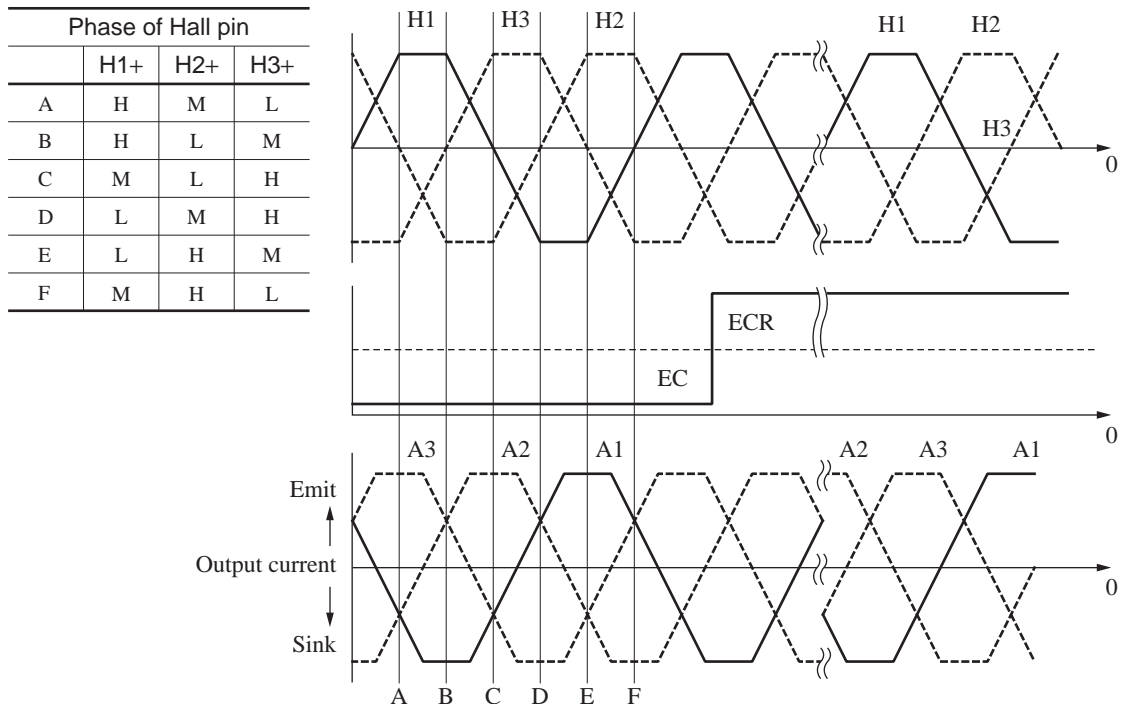 Phase of Hall pin
H1+ H2+ H3+
A H M L
B H L M
C M L H
D L M H
E L H M
F M H L
H1 H3 H2 H1 H2
H3
0
ECR
EC
0
A3 A2 A1 A2 A3 A1
Emit
Output current
0
Sink
A B C D E F